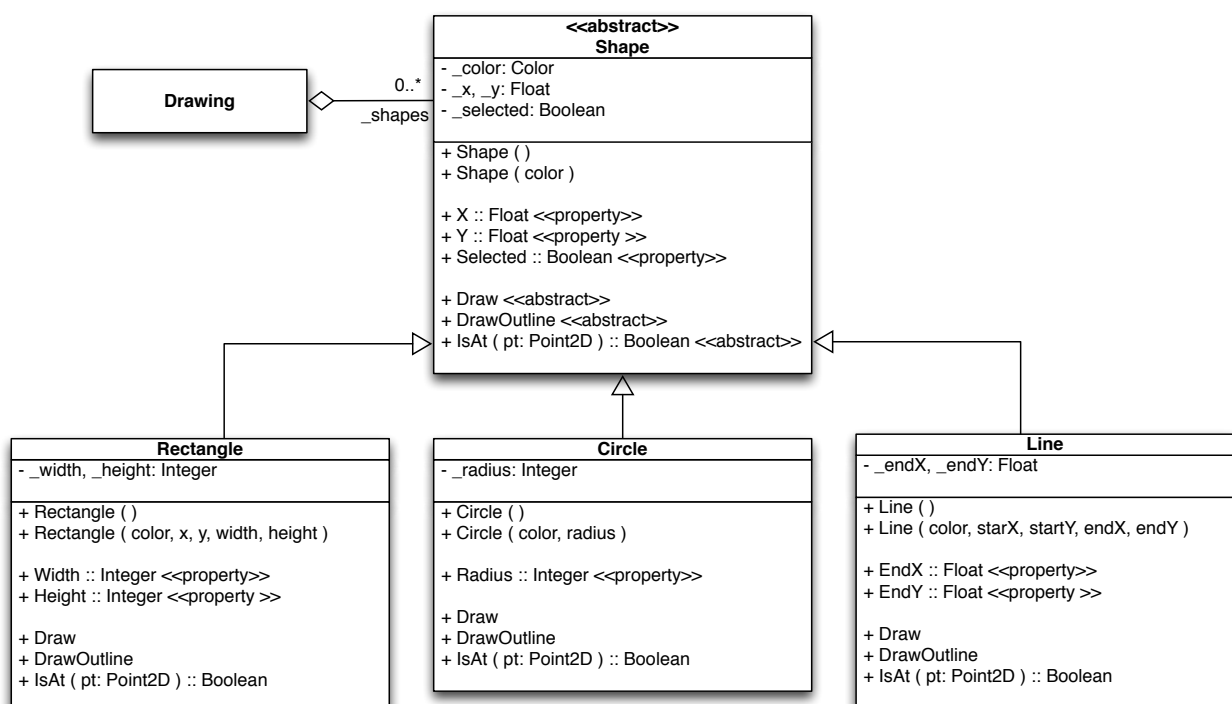 Drawing
0..*
_shapes
<<abstract>>
Shape
- _color: Color
- _x, _y: Float
- _selected: Boolean
+ Shape ( )
+ Shape ( color )
+ X :: Float <<property>>
+ Y :: Float <<property >>
+ Selected :: Boolean <<property>>
+ Draw <<abstract>>
+ DrawOutline <<abstract>>
+ IsAt ( pt: Point2D ) :: Boolean <<abstract>>
Rectangle
- _width, _height: Integer
+ Rectangle ( )
+ Rectangle ( color, x, y, width, height )
+ Width :: Integer <<property>>
+ Height :: Integer <<property >>
+ Draw
+ DrawOutline
+ IsAt ( pt: Point2D ) :: Boolean
Circle
- _radius: Integer
+ Circle ( )
+ Circle ( color, radius )
+ Radius :: Integer <<property>>
+ Draw
+ DrawOutline
+ IsAt ( pt: Point2D ) :: Boolean
Line
- _endX, _endY: Float
+ Line ( )
+ Line ( color, starX, startY, endX, endY )
+ EndX :: Float <<property>>
+ EndY :: Float <<property >>
+ Draw
+ DrawOutline
+ IsAt ( pt: Point2D ) :: Boolean